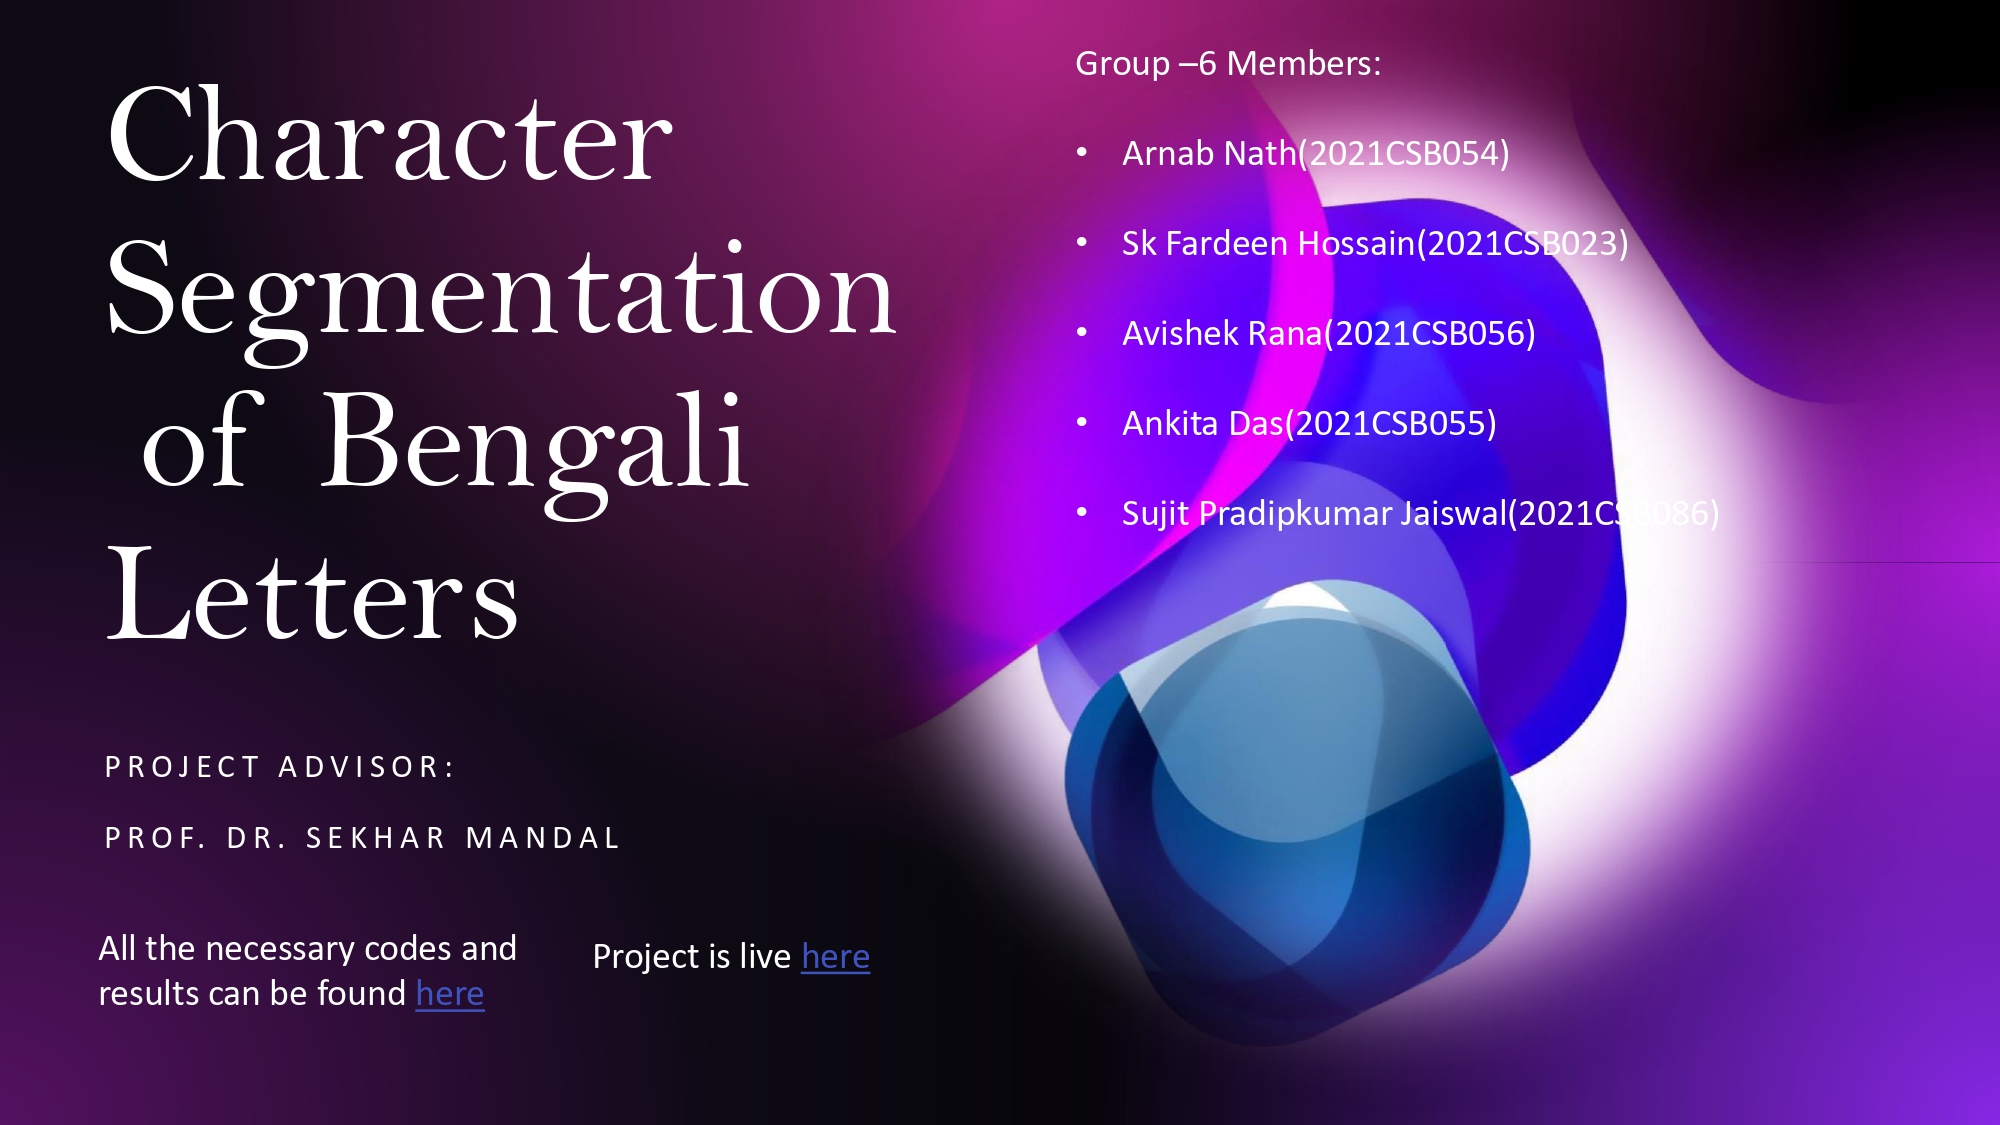 Character
Segmentation
of Bengali
Letters
PROJECT ADVISOR:
PROF. DR. SEKHAR MANDAL
All the necessary codes and
results can be found here
Project is live here
Group –6 Members:
• Arnab Nath(2021CSB054)
• Sk Fardeen Hossain(2021CSB023)
• Avishek Rana(2021CSB056)
• Ankita Das(2021CSB055)
• Sujit Pradipkumar Jaiswal(2021CSB086)